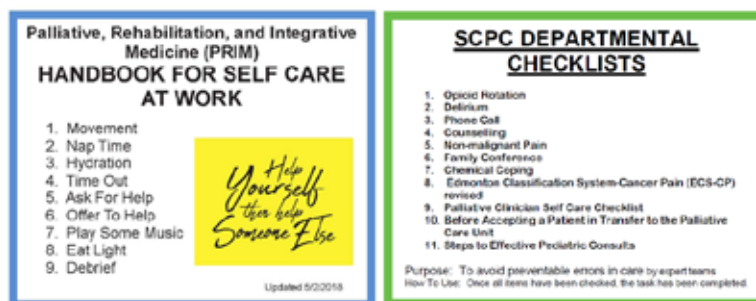 Palliative, Rehabilitation, and Integrative
Medicine (PRIM)
HANDBOOK FOR SELF CARE
AT WORK
1. Movement
2. Nap Time
3. Hydration
4. Time Out
5. Ask For Help
6. Offer To Help
7. Play Some Music
8. Eat Light
9. Debrief
Help
Yourself
then help
Someone Else
Updated 5/2/2018
SCPC DEPARTMENTAL
CHECKLISTS
1. Opioid Rotation
2. Delirium
3. Phone Call
4. Counselling
5. Non-malignant Pain
6. Family Conference
7. Chemical Coping
8. Edmonton Classification System-Cancer Pain (ECS-CP)
revised
9. Palliative Clinician Self Care Checklist
10. Before Accepting a Patient in Transfer to the Palliative
Care Unit
11. Steps to Effective Pediatric Consults
Purpose: To avoid preventable errors in care by expert teams
How To Use: Once all items have been checked, the task has been completed.